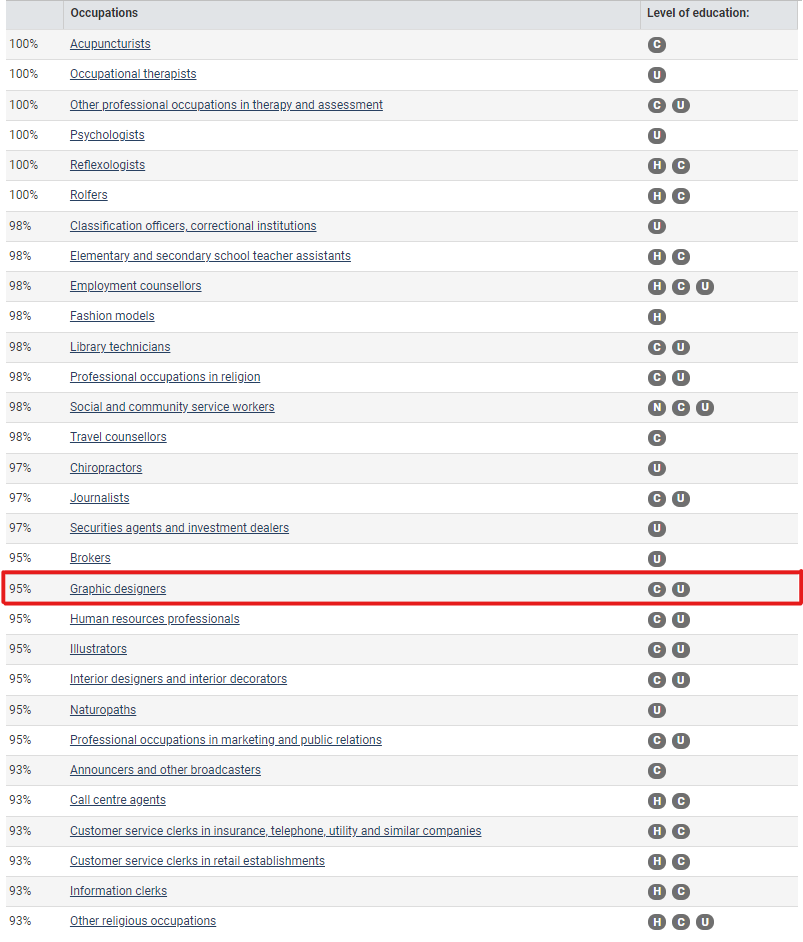 Occupations Level of education:
100% Acupuncturists C
100% Occupational therapists U
100% Other professional occupations in therapy and assessment C U
100% Psychologists U
100% Reflexologists H C
100% Rolfers H C
98% Classification officers, correctional institutions U
98% Elementary and secondary school teacher assistants H C
98% Employment counsellors H C U
98% Fashion models H
98% Library technicians C U
98% Professional occupations in religion C U
98% Social and community service workers N C U
98% Travel counsellors C
97% Chiropractors U
97% Journalists C U
97% Securities agents and investment dealers U
95% Brokers U
95% Graphic designers C U
95% Human resources professionals C U
95% Illustrators C U
95% Interior designers and interior decorators C U
95% Naturopaths U
95% Professional occupations in marketing and public relations C U
93% Announcers and other broadcasters C
93% Call centre agents H C
93% Customer service clerks in insurance, telephone, utility and similar companies H C
93% Customer service clerks in retail establishments H C
93% Information clerks H C
93% Other religious occupations H C U